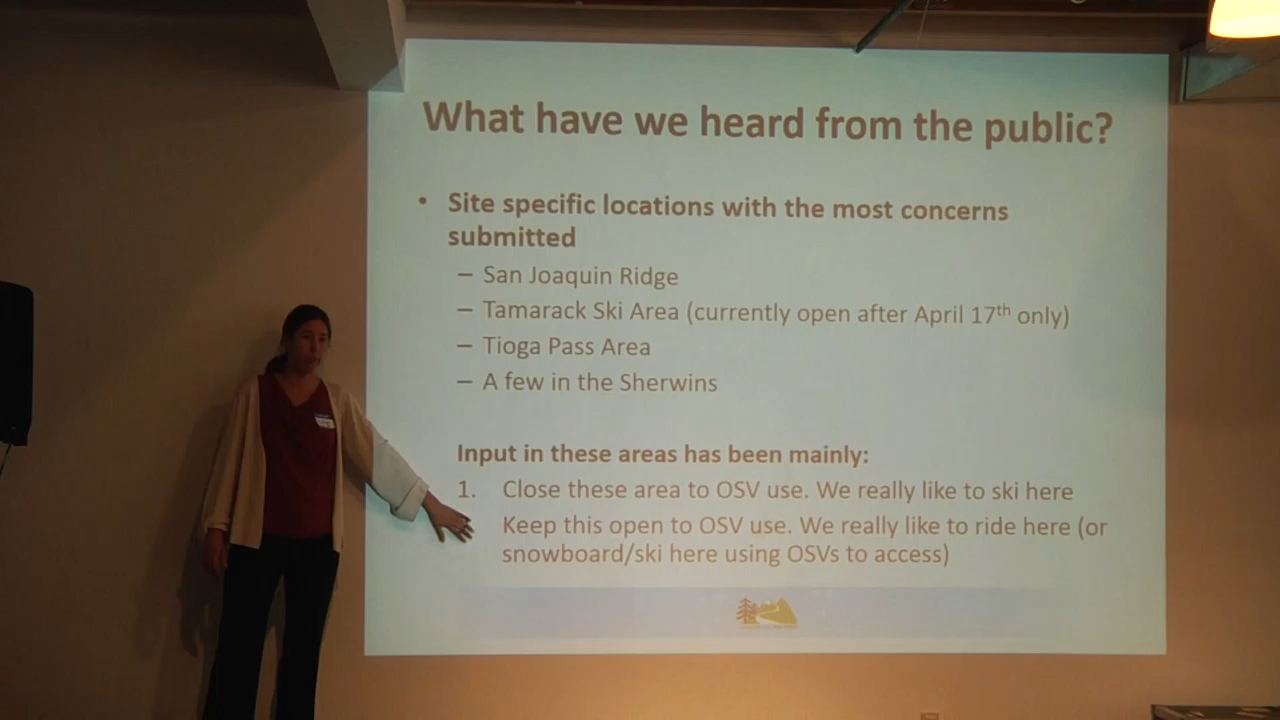 What have we heard from the public?
• Site specific locations with the most concerns
submitted
– San Joaquin Ridge
– Tamarack Ski Area (currently open after April 17th only)
– Tioga Pass Area
– A few in the Sherwins
Input in these areas has been mainly:
1. Close these area to OSV use. We really like to ski here
Keep this open to OSV use. We really like to ride here (or
snowboard/ski here using OSVs to access)